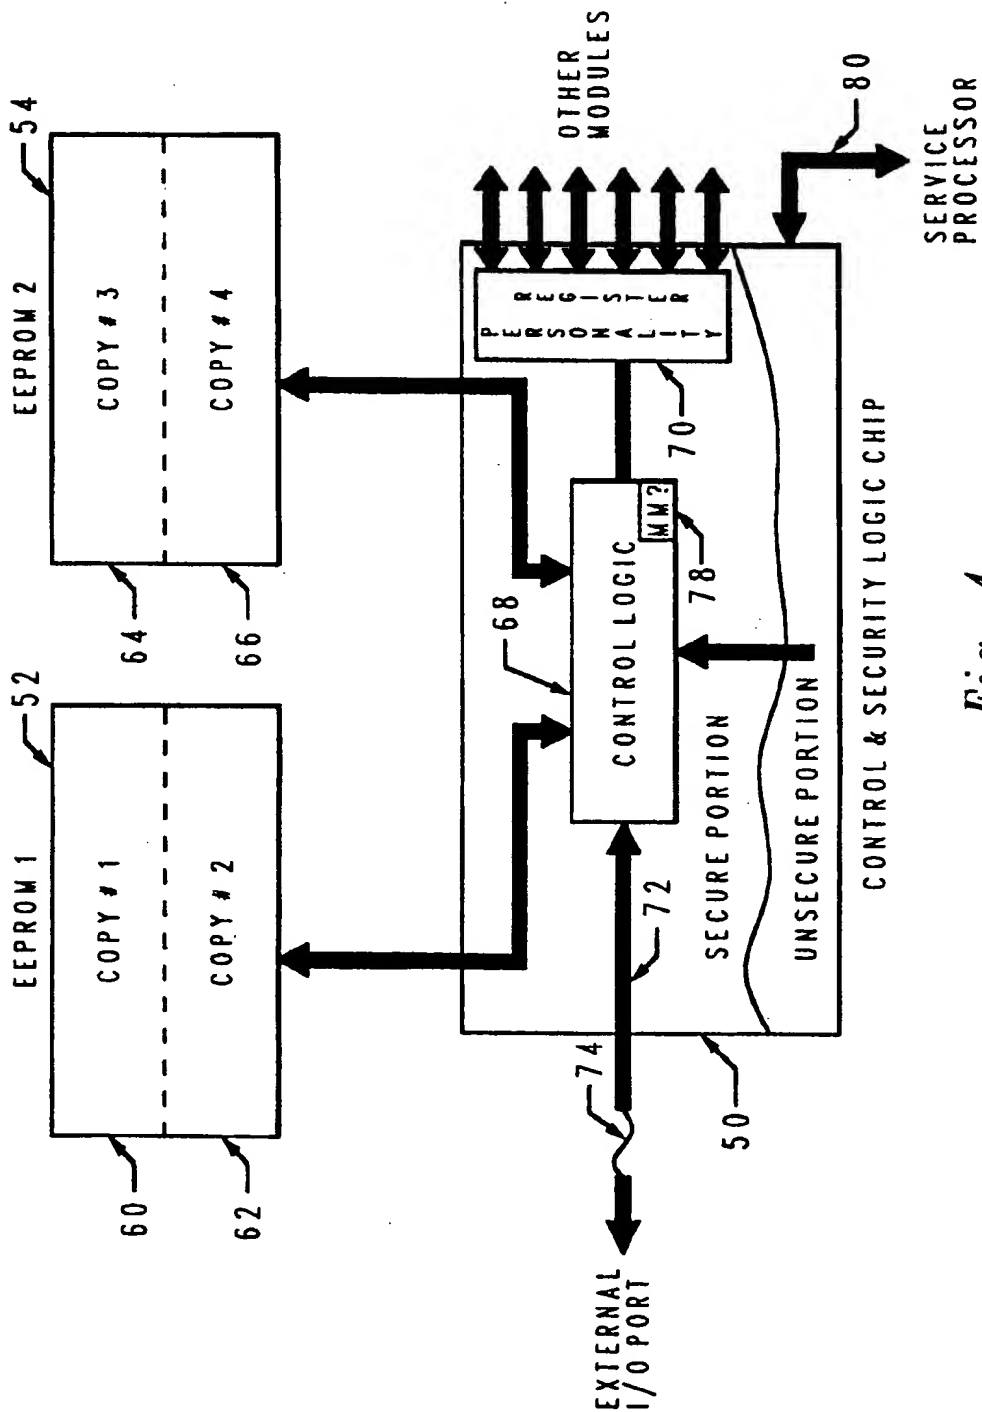 EEPROM 1
52
COPY # 1
COPY # 2
60
62
EEPROM 2
54
COPY # 3
COPY # 4
64
66
EXTERNAL
I/O PORT
74
72
50
68
CONTROL LOGIC
MM?
78
70
PERSONALITY
REGISTER
OTHER
MODULES
SECURE PORTION
UNSECURE PORTION
80
SERVICE
PROCESSOR
CONTROL & SECURITY LOGIC CHIP